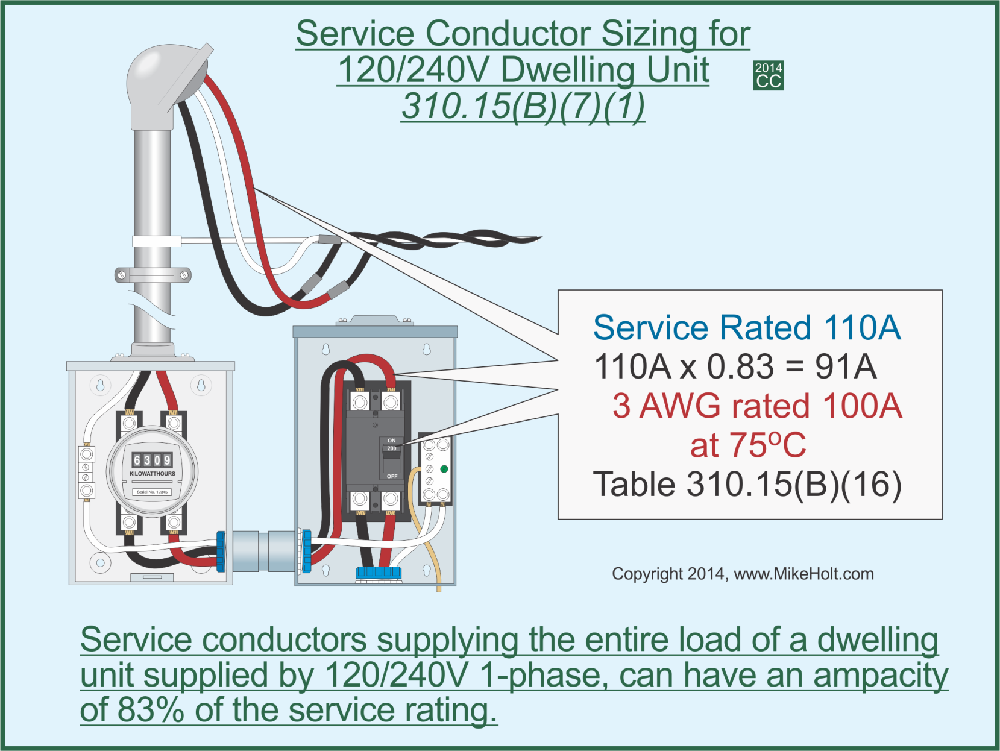 Service Conductor Sizing for
120/240V Dwelling Unit
310.15(B)(7)(1)
2014
CC
Service Rated 110A
110A x 0.83 = 91A
3 AWG rated 100A
at 75ºC
Table 310.15(B)(16)
ON
200
OFF
6309
KILOWATTHOURS
Serial No. 12345
Copyright 2014, www.MikeHolt.com
Service conductors supplying the entire load of a dwelling
unit supplied by 120/240V 1-phase, can have an ampacity
of 83% of the service rating.